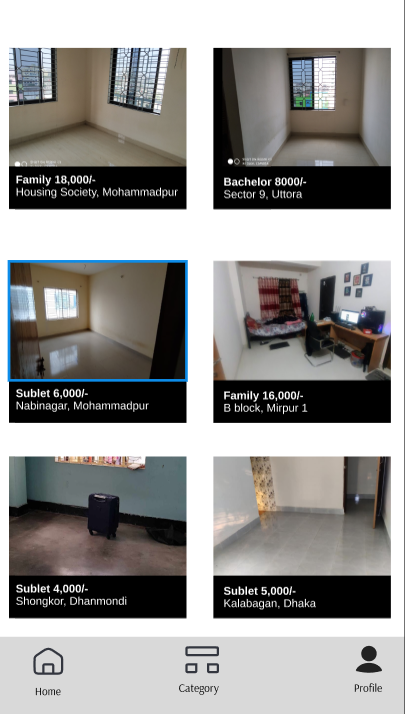 Family 18,000/-
Housing Society, Mohammadpur
Bachelor 8000/-
Sector 9, Uttora
Sublet 6,000/-
Nabinagar, Mohammadpur
Family 16,000/-
B block, Mirpur 1
Sublet 4,000/-
Shongkor, Dhanmondi
Sublet 5,000/-
Kalabagan, Dhaka
Home
Category
Profile